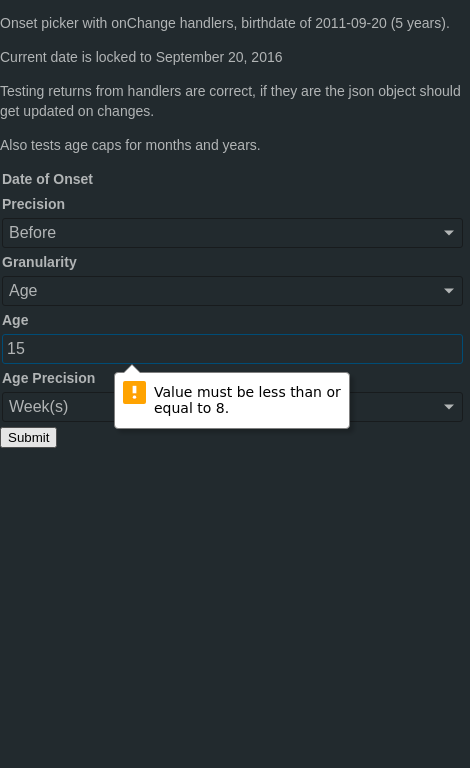 Onset picker with onChange handlers, birthdate of 2011-09-20 (5 years).
Current date is locked to September 20, 2016
Testing returns from handlers are correct, if they are the json object should
get updated on changes.
Also tests age caps for months and years.
Date of Onset
Precision
Before
Granularity
Age
Age
15
Age Precision
Value must be less than or
equal to 8.
Week(s)
Submit